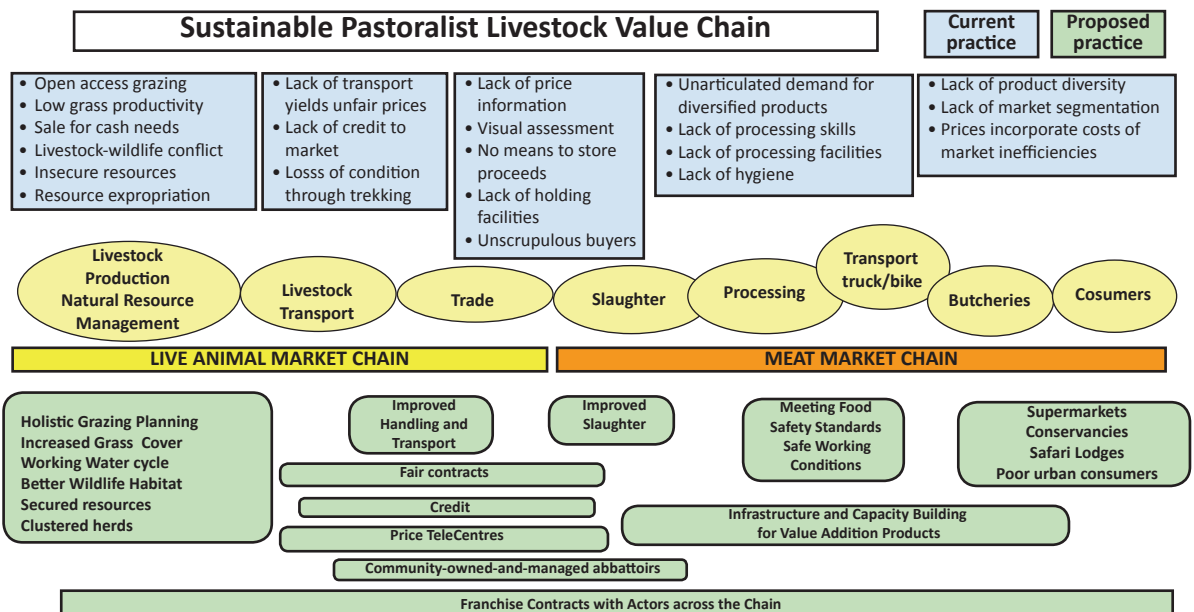 Sustainable Pastoralist Livestock Value Chain
Current
practice
Proposed
practice
• Open access grazing
• Low grass productivity
• Sale for cash needs
• Livestock-wildlife conflict
• Insecure resources
• Resource expropriation
• Lack of transport
yields unfair prices
• Lack of credit to
market
• Losss of condition
through trekking
• Lack of price
information
• Visual assessment
• No means to store
proceeds
• Lack of holding
facilities
• Unscrupulous buyers
• Unarticulated demand for
diversified products
• Lack of processing skills
• Lack of processing facilities
• Lack of hygiene
• Lack of product diversity
• Lack of market segmentation
• Prices incorporate costs of
market inefficiencies
Livestock
Production
Natural Resource
Management
Livestock
Transport
Trade
Slaughter
Processing
Transport
truck/bike
Butcheries
Cosumers
LIVE ANIMAL MARKET CHAIN
MEAT MARKET CHAIN
Holistic Grazing Planning
Increased Grass Cover
Working Water cycle
Better Wildlife Habitat
Secured resources
Clustered herds
Improved
Handling and
Transport
Improved
Slaughter
Meeting Food
Safety Standards
Safe Working
Conditions
Supermarkets
Conservancies
Safari Lodges
Poor urban consumers
Fair contracts
Credit
Price TeleCentres
Community-owned-and-managed abbattoirs
Infrastructure and Capacity Building
for Value Addition Products
Franchise Contracts with Actors across the Chain